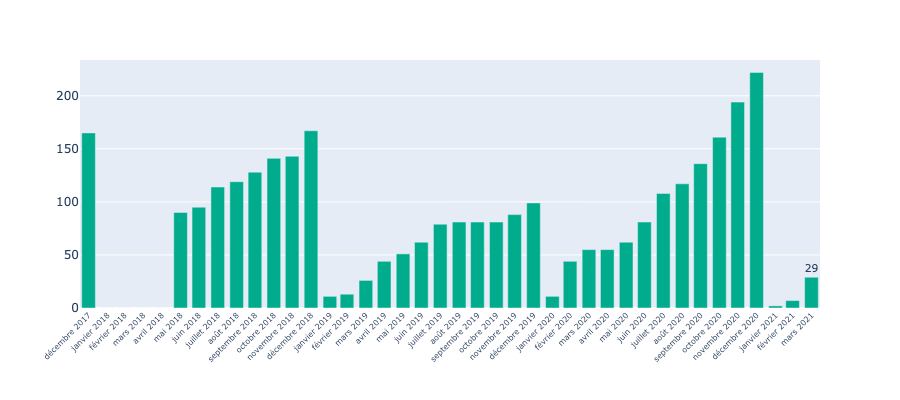 200
150
100
50
0
29
décembre 2017
janvier 2018
février 2018
mars 2018
avril 2018
mai 2018
juin 2018
juillet 2018
août 2018
septembre 2018
octobre 2018
novembre 2018
décembre 2018
janvier 2019
février 2019
mars 2019
avril 2019
mai 2019
juin 2019
juillet 2019
août 2019
septembre 2019
octobre 2019
novembre 2019
décembre 2019
janvier 2020
février 2020
mars 2020
avril 2020
mai 2020
juin 2020
juillet 2020
août 2020
septembre 2020
octobre 2020
novembre 2020
décembre 2020
janvier 2021
février 2021
mars 2021